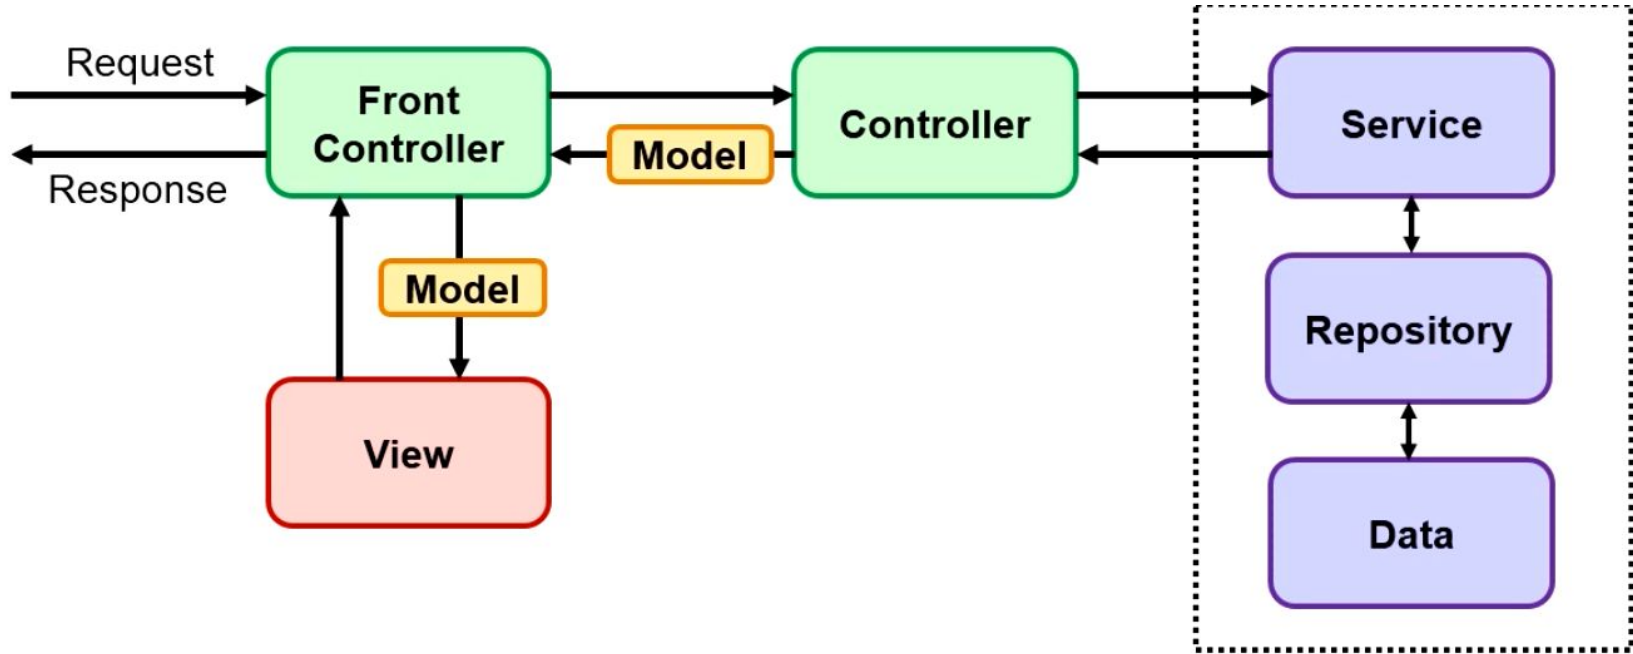 Request
Response
Front
Controller
Model
Controller
Service
Model
Repository
View
Data